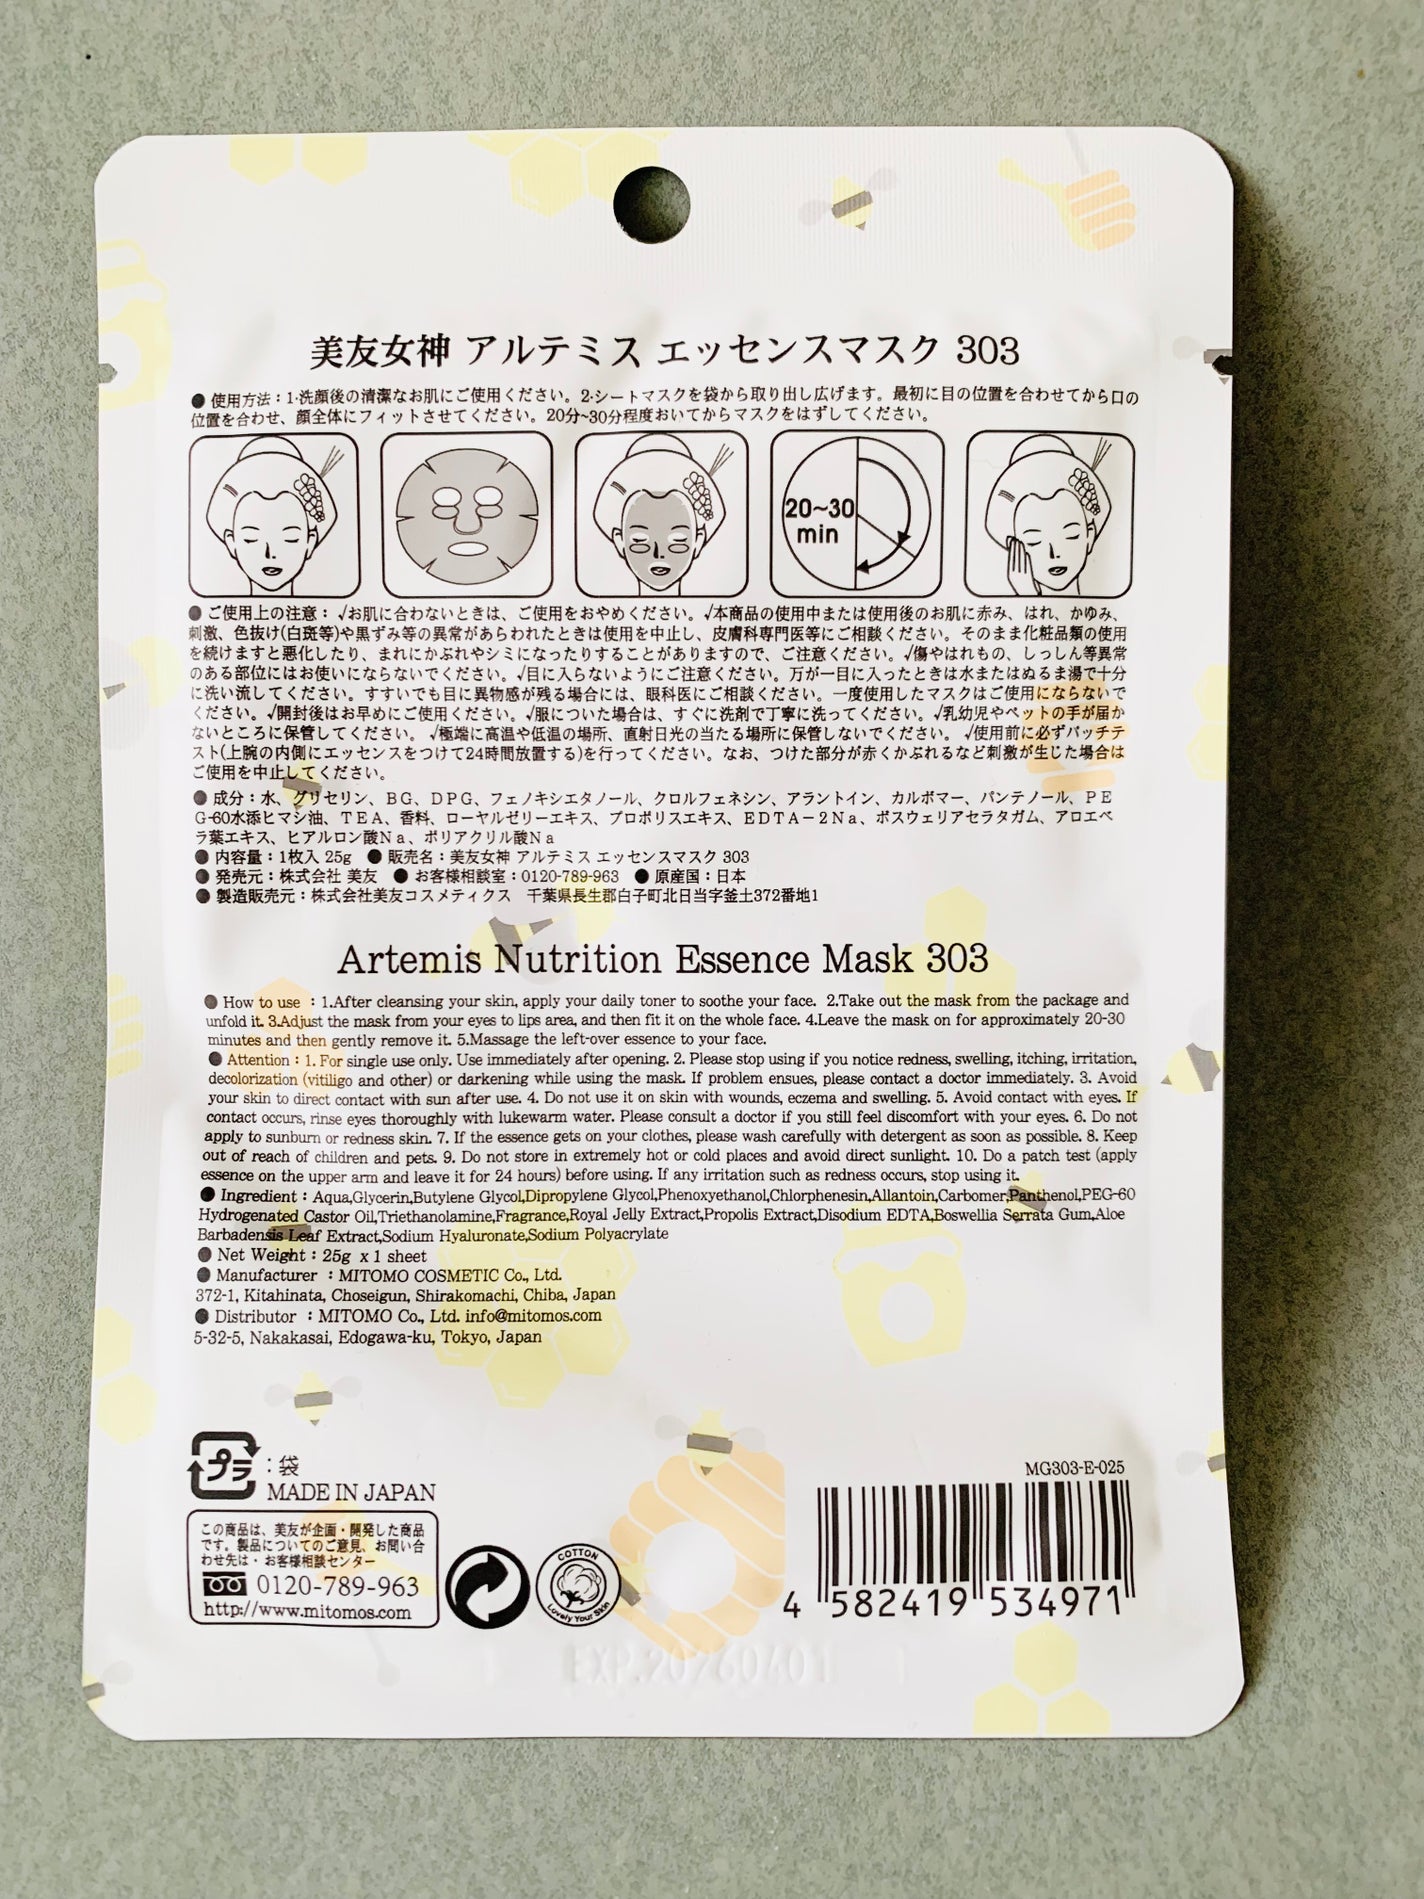 美友女神 アルテミス エッセンスマスク 303
● 使用方法：1·洗顔後の清潔なお肌にご使用ください。2·シートマスクを袋から取り出し広げます。最初に目の位置を合わせてから口の
位置を合わせ、顔全体にフィットさせてください。20分~30分程度おいてからマスクをはずしてください。
20~30
min
● ご使用上の注意：√お肌に合わないときは、ご使用をおやめください。√本商品の使用中または使用後のお肌に赤み、はれ、かゆみ、
刺激、色抜け(白斑等)や黒ずみ等の異常があらわれたときは使用を中止し、皮膚科専門医等にご相談ください。そのまま化粧品類の使用
を続けますと悪化したり、まれにかぶれやシミになったりすることがありますので、ご注意ください。√傷やはれもの、しっしん等異常
のある部位にはお使いにならないでください。√目に入らないようにご注意ください。万が一目に入ったときは水またはぬるま湯で十分
に洗い流してください。すすいでも目に異物感が残る場合には、眼科医にご相談ください。一度使用したマスクはご使用にならないで
ください。√開封後はお早めにご使用ください。√服についた場合は、すぐに洗剤で丁寧に洗ってください。√乳幼児やペットの手が届か
ないところに保管してください。√極端に高温や低温の場所、直射日光の当たる場所に保管しないでください。√使用前に必ずパッチテ
スト(上腕の内側にエッセンスをつけて24時間放置する)を行ってください。なお、つけた部分が赤くかぶれるなど刺激が生じた場合は
ご使用を中止してください。
● 成分：水、グリセリン、BG、DPG、フェノキシエタノール、クロルフェネシン、アラントイン、カルボマー、パンテノール、PE
G-60水添ヒマシ油、TEA、香料、ローヤルゼリーエキス、プロポリスエキス、EDTA－2Na、ボスウェリアセラタガム、アロエベ
ラ葉エキス、ヒアルロン酸Na、ポリアクリル酸Na
● 内容量：1枚入 25g ● 販売名：美友女神 アルテミス エッセンスマスク 303
● 発売元：株式会社 美友 ● お客様相談室：0120-789-963 ● 原産国：日本
● 製造販売元：株式会社美友コスメティクス 千葉県長生郡白子町北日当字釜土372番地1
Artemis Nutrition Essence Mask 303
● How to use：1.After cleansing your skin, apply your daily toner to soothe your face. 2.Take out the mask from the package and
unfold it. 3.Adjust the mask from your eyes to lips area, and then fit it on the whole face. 4.Leave the mask on for approximately 20-30
minutes and then gently remove it. 5.Massage the left-over essence to your face.
● Attention：1. For single use only. Use immediately after opening. 2. Please stop using if you notice redness, swelling, itching, irritation,
decolorization (vitiligo and other) or darkening while using the mask. If problem ensues, please contact a doctor immediately. 3. Avoid
your skin to direct contact with sun after use. 4. Do not use it on skin with wounds, eczema and swelling. 5. Avoid contact with eyes. If
contact occurs, rinse eyes thoroughly with lukewarm water. Please consult a doctor if you still feel discomfort with your eyes. 6. Do not
apply to sunburn or redness skin. 7. If the essence gets on your clothes, please wash carefully with detergent as soon as possible. 8. Keep
out of reach of children and pets. 9. Do not store in extremely hot or cold places and avoid direct sunlight. 10. Do a patch test (apply
essence on the upper arm and leave it for 24 hours) before using. If any irritation such as redness occurs, stop using it.
● Ingredient：Aqua,Glycerin,Butylene Glycol,Dipropylene Glycol,Phenoxyethanol,Chlorphenesin,Allantoin,Carbomer,Panthenol,PEG-60
Hydrogenated Castor Oil,Triethanolamine,Fragrance,Royal Jelly Extract,Propolis Extract,Disodium EDTA,Boswellia Serrata Gum,Aloe
Barbadensis Leaf Extract,Sodium Hyaluronate,Sodium Polyacrylate
● Net Weight：25g x 1 sheet
● Manufacturer：MITOMO COSMETIC Co., Ltd.
372-1, Kitahinata, Choseigun, Shirakomachi, Chiba, Japan
● Distributor：MITOMO Co., Ltd. info@mitomos.com
5-32-5, Nakakasai, Edogawa-ku, Tokyo, Japan
プラ：袋
MADE IN JAPAN
この商品は、美友が企画・開発した商品
です。製品についてのご意見、お問い合
わせ先は・お客様相談センター
0120-789-963
http://www.mitomos.com
COTTON
Lovely Your Skin
MG303-E-025
4 582419 534971
EXP.20260401